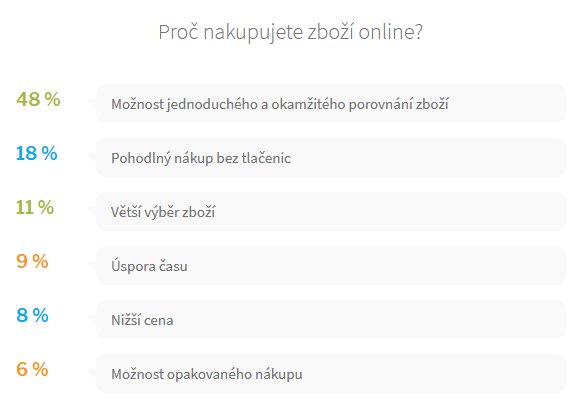 Proč nakupujete zboží online?
48 % Možnost jednoduchého a okamžitého porovnání zboží
18 % Pohodlný nákup bez tlačenic
11 % Větší výběr zboží
9 % Úspora času
8 % Nižší cena
6 % Možnost opakovaného nákupu